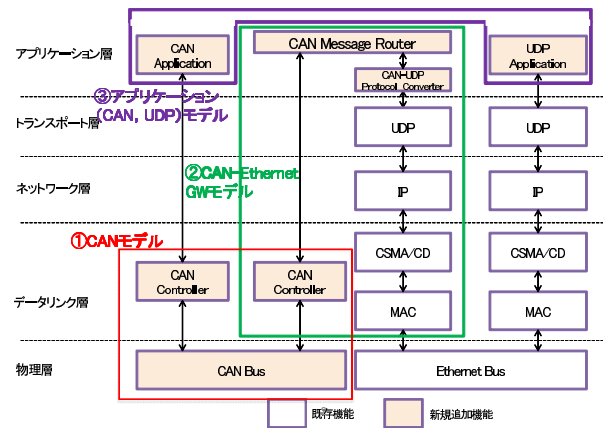 アプリケーション層
CAN
Application
CAN Message Router
UDP
Application
CAN-UDP
Protocoll Converter
③アプリケーション
(CAN, UDP)モデル
トランスポート層
UDP
UDP
②CAN-Ethernet
GWモデル
ネットワーク層
IP
IP
①CANモデル
CSMA/CD
CSMA/CD
CAN
Controller
CAN
Controller
データリンク層
MAC
MAC
物理層
CAN Bus
Ethernet Bus
既存機能
新規追加機能